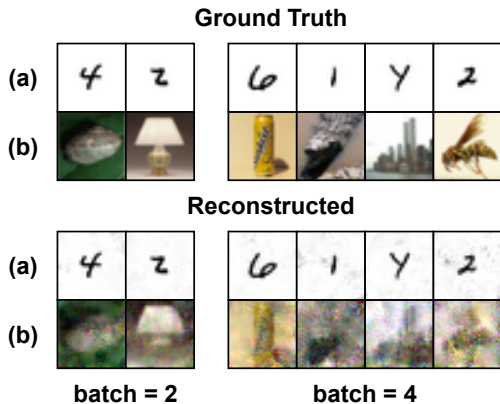 Ground Truth
(a) 4 2 6 1 Y 2
(b)
Reconstructed
(a) 4 2 6 1 Y 2
(b)
batch = 2 batch = 4